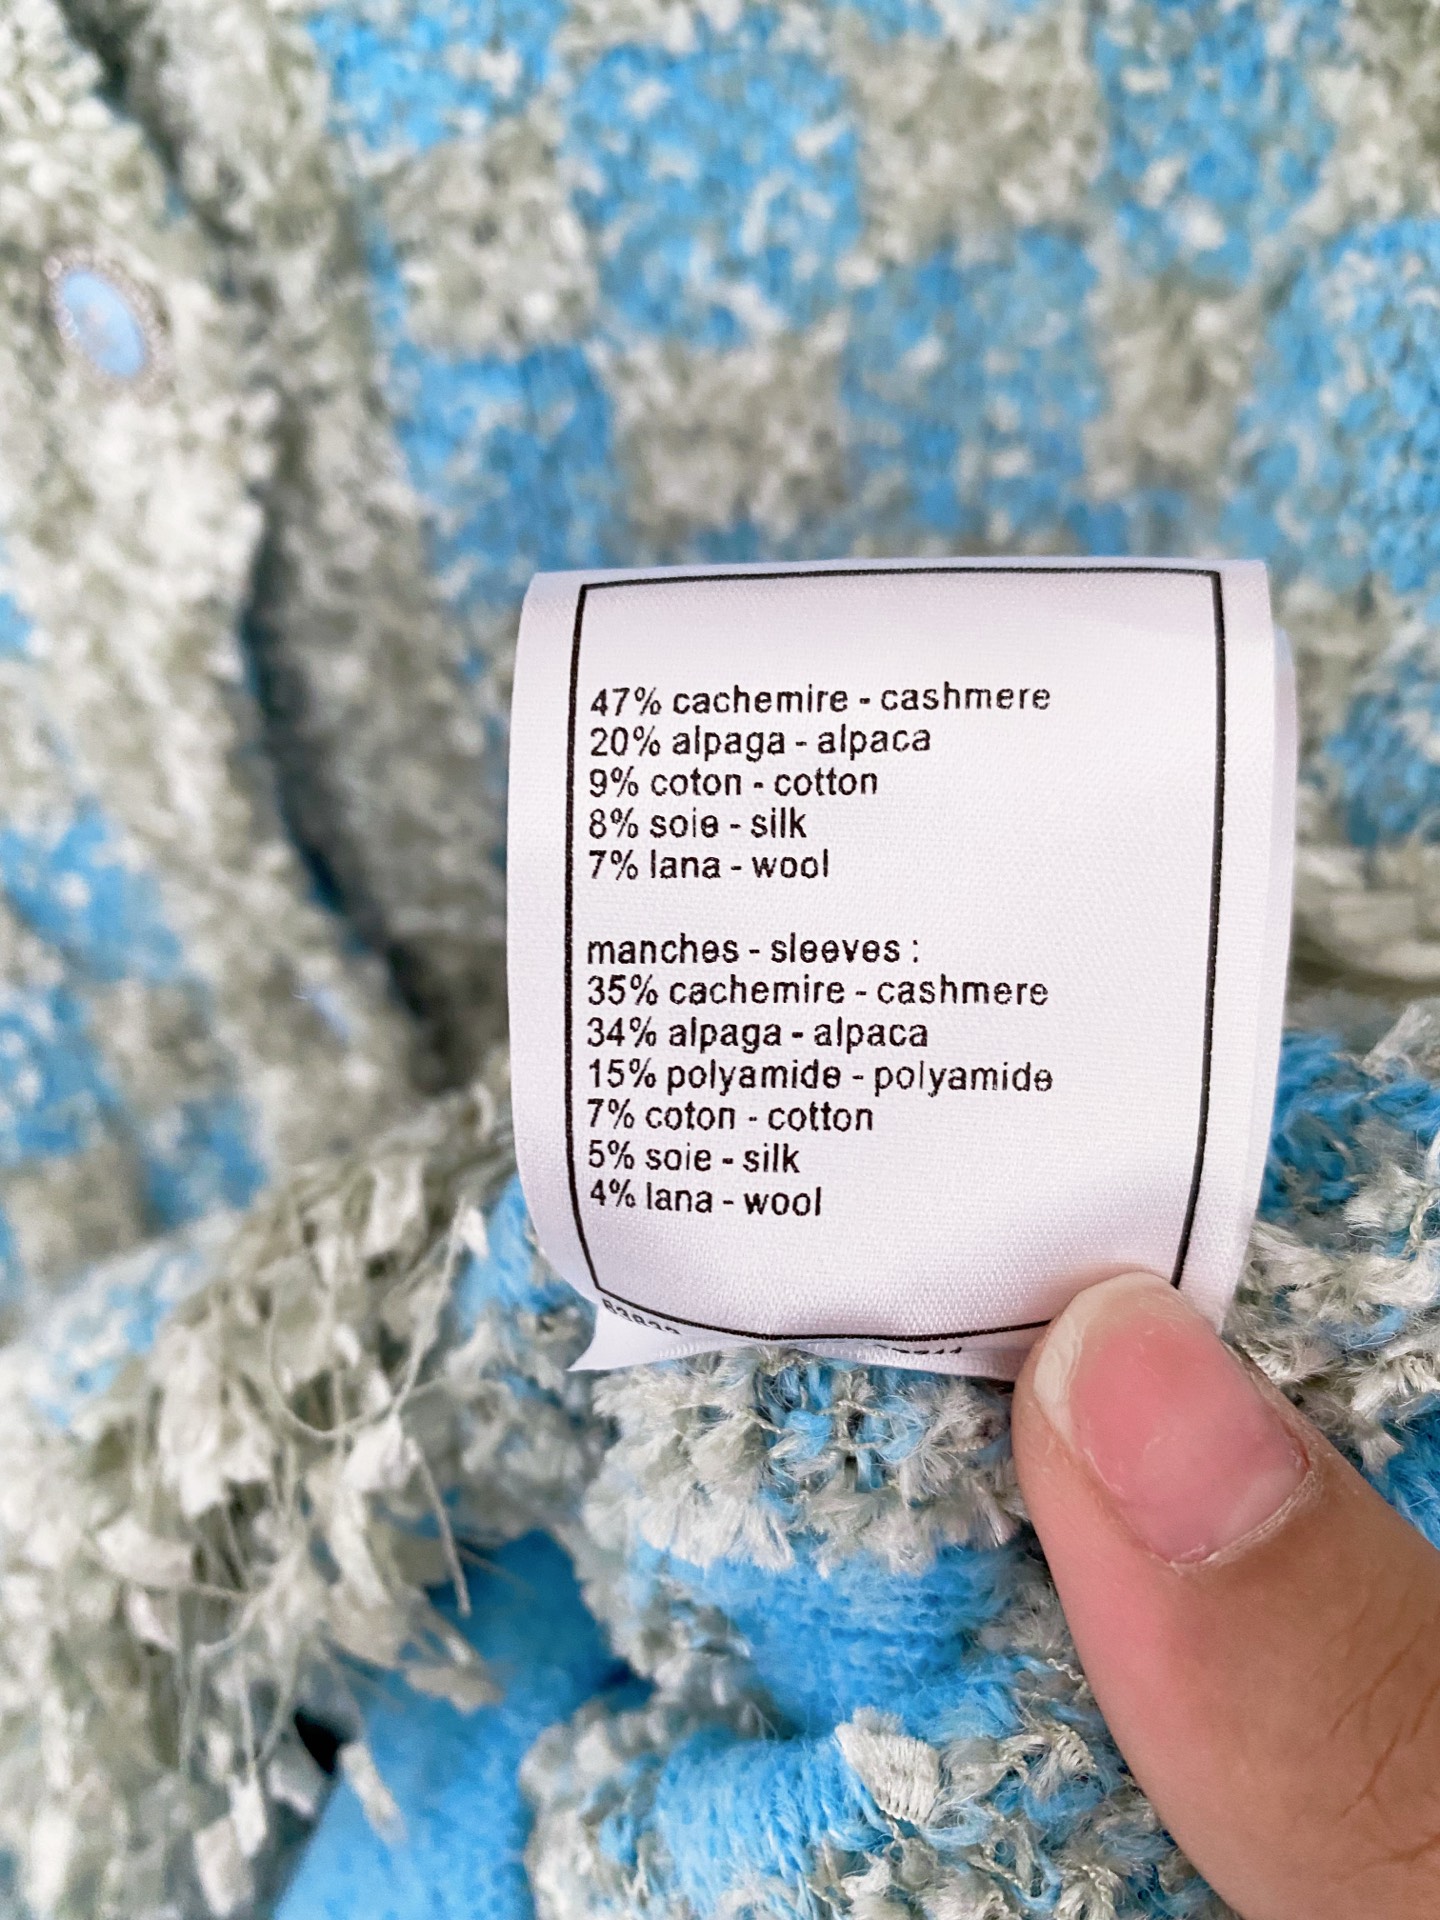 47% cachemire - cashmere
20% alpaga - alpaca
9% coton - cotton
8% soie - silk
7% lana - wool
manches - sleeves :
35% cachemire - cashmere
34% alpaga - alpaca
15% polyamide - polyamide
7% coton - cotton
5% soie - silk
4% lana - wool